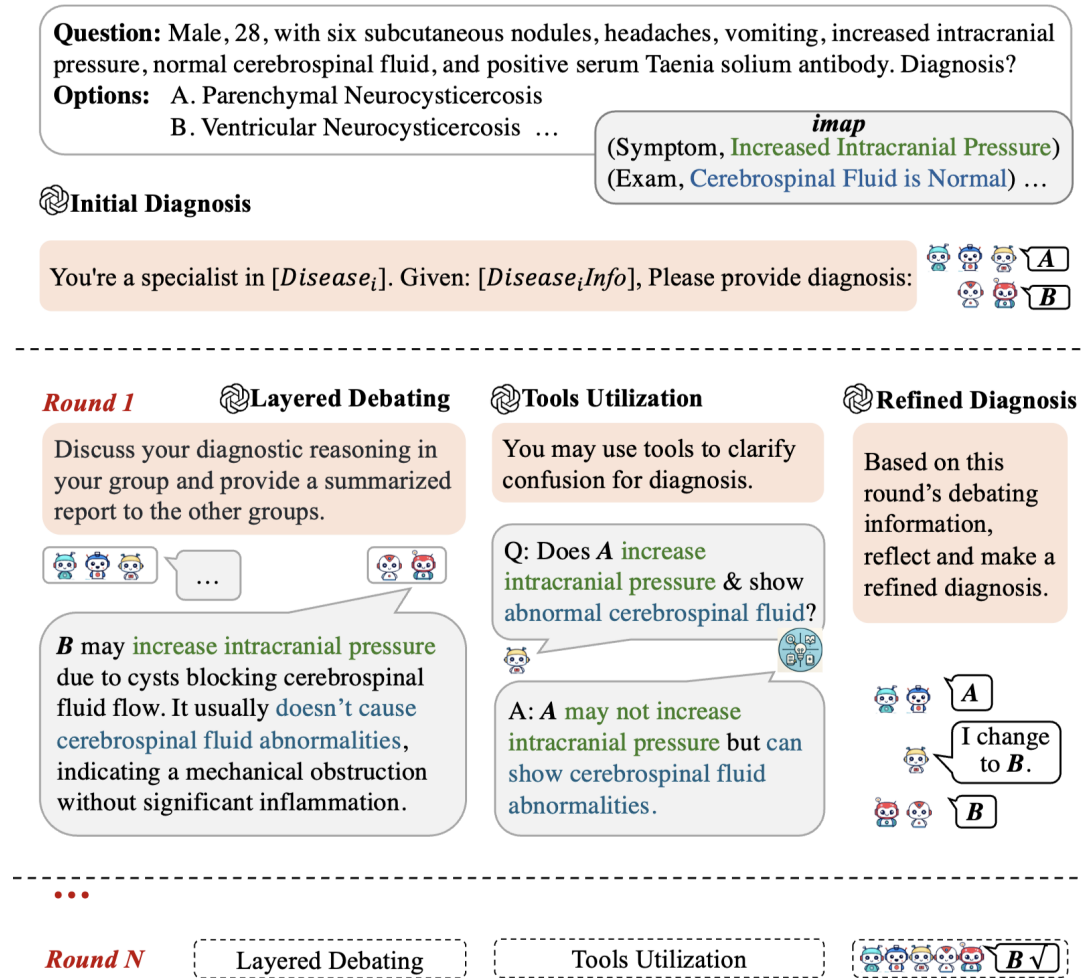 Question: Male, 28, with six subcutaneous nodules, headaches, vomiting, increased intracranial
pressure, normal cerebrospinal fluid, and positive serum Taenia solium antibody. Diagnosis?
Options: A. Parenchymal Neurocysticercosis
B. Ventricular Neurocysticercosis ...
imap
(Symptom, Increased Intracranial Pressure)
(Exam, Cerebrospinal Fluid is Normal) ...
Initial Diagnosis
You're a specialist in [Disease_i]. Given: [Disease_iInfo], Please provide diagnosis:
A
B
Round 1
Layered Debating
Discuss your diagnostic reasoning in
your group and provide a summarized
report to the other groups.
...
B may increase intracranial pressure
due to cysts blocking cerebrospinal
fluid flow. It usually doesn't cause
cerebrospinal fluid abnormalities,
indicating a mechanical obstruction
without significant inflammation.
Tools Utilization
You may use tools to clarify
confusion for diagnosis.
Q: Does A increase
intracranial pressure & show
abnormal cerebrospinal fluid?
A: A may not increase
intracranial pressure but can
show cerebrospinal fluid
abnormalities.
Refined Diagnosis
Based on this
round's debating
information,
reflect and make a
refined diagnosis.
A
I change
to B.
B
...
Round N
Layered Debating
Tools Utilization
B √